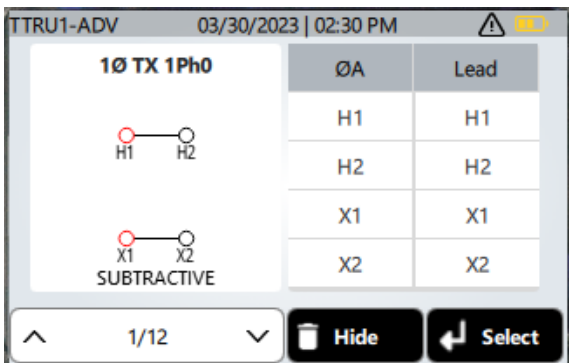 TTRU1-ADV 03/30/2023 | 02:30 PM
1Ø TX 1Ph0
H1 H2
X1 X2
SUBTRACTIVE
ØA Lead
H1 H1
H2 H2
X1 X1
X2 X2
1/12 Hide Select